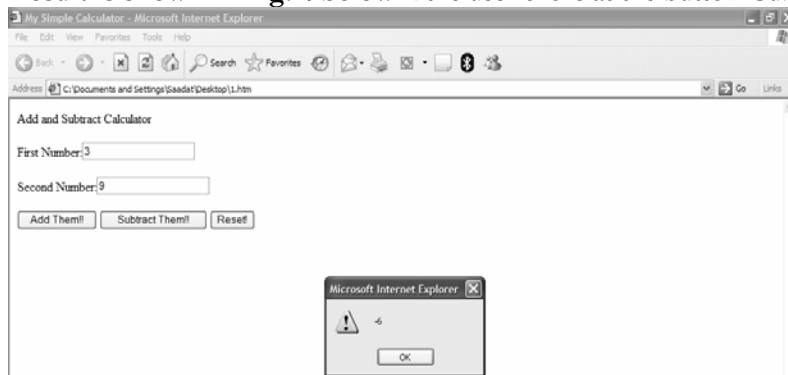 My Simple Calculator - Microsoft Internet Explorer
File Edit View Favorites Tools Help
Back Search Favorites
Address C:\Documents and Settings\Saadat\Desktop\1.htm Go Links
Add and Subtract Calculator
First Number: 3
Second Number: 9
Add Them!! Subtract Them!! Reset!
Microsoft Internet Explorer
-6
OK